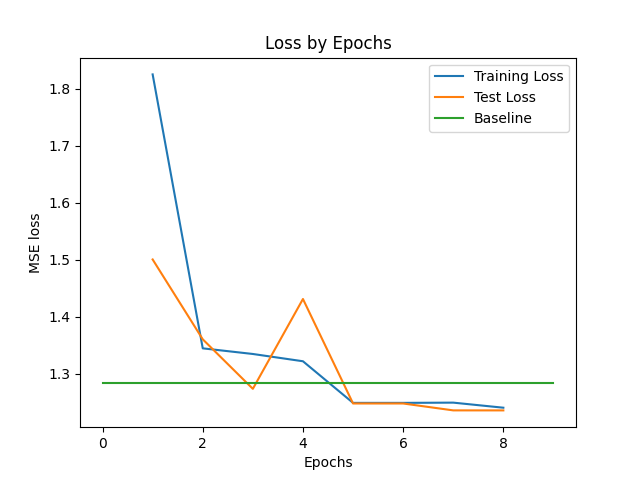 Loss by Epochs
Training Loss
Test Loss
Baseline
MSE loss
1.8
1.7
1.6
1.5
1.4
1.3
0 2 4 6 8
Epochs